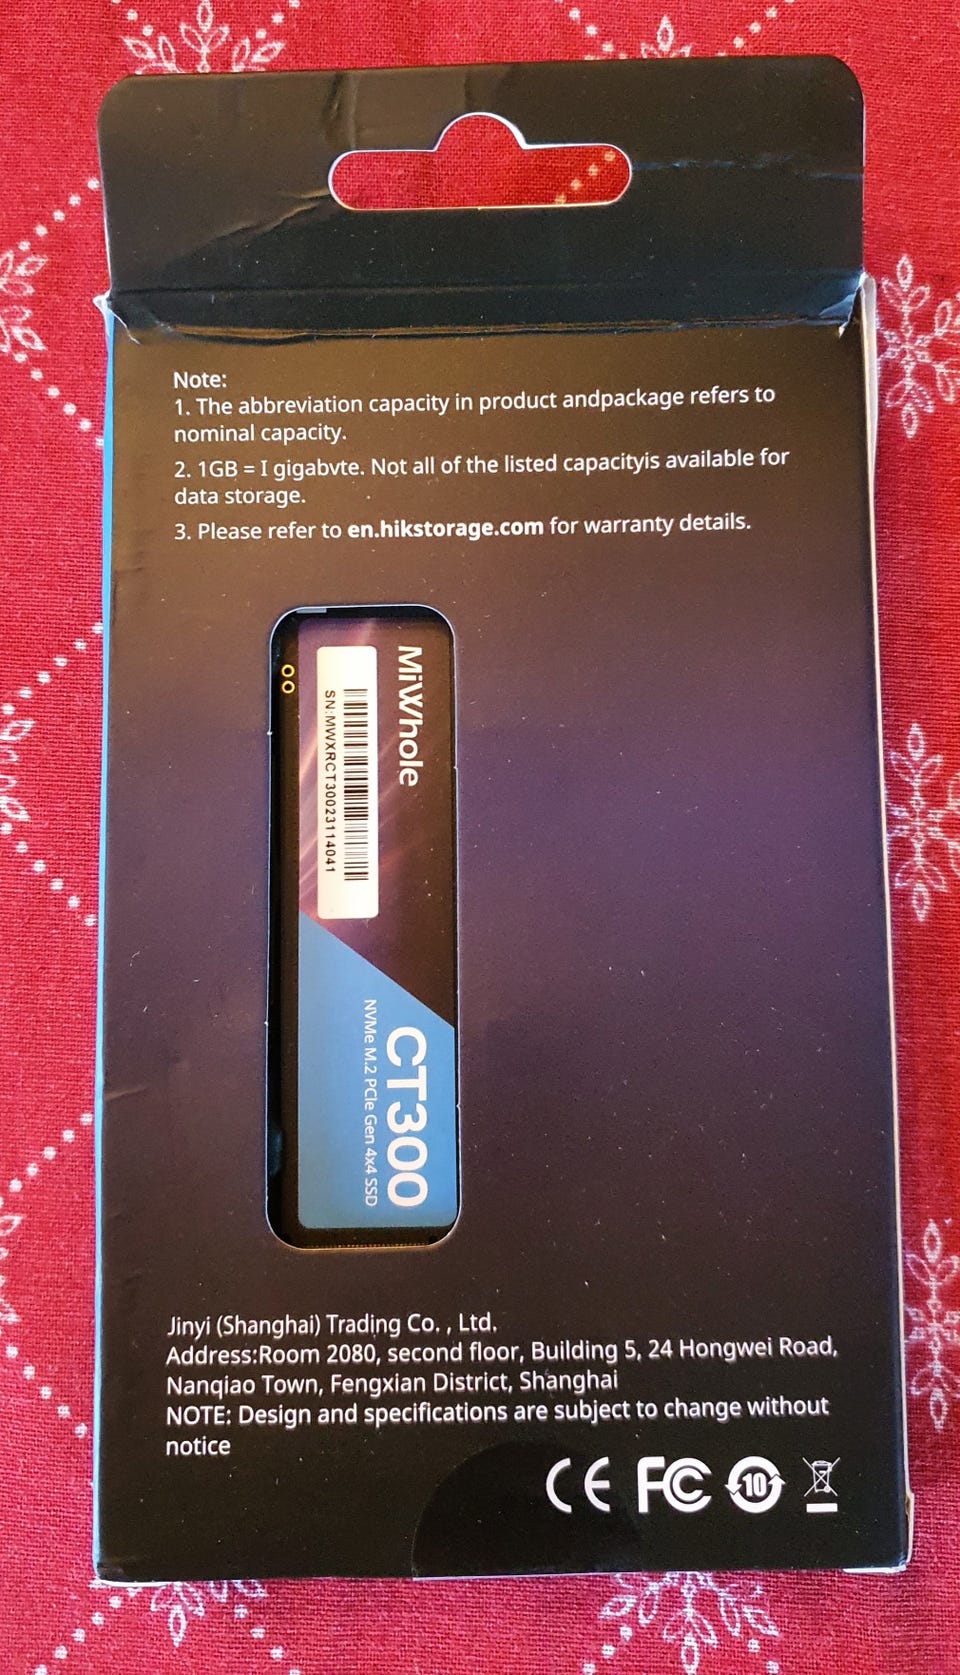 Note:
1. The abbreviation capacity in product andpackage refers to
nominal capacity.
2. 1GB = I gigabvte. Not all of the listed capacityis available for
data storage.
3. Please refer to en.hikstorage.com for warranty details.
MiWhole
SN:MWXRCT30023114041
CT300
NVMe M.2 PCIe Gen 4x4 SSD
Jinyi (Shanghai) Trading Co. , Ltd.
Address:Room 2080, second floor, Building 5, 24 Hongwei Road,
Nanqiao Town, Fengxian District, Shanghai
NOTE: Design and specifications are subject to change without
notice
CE FC 10